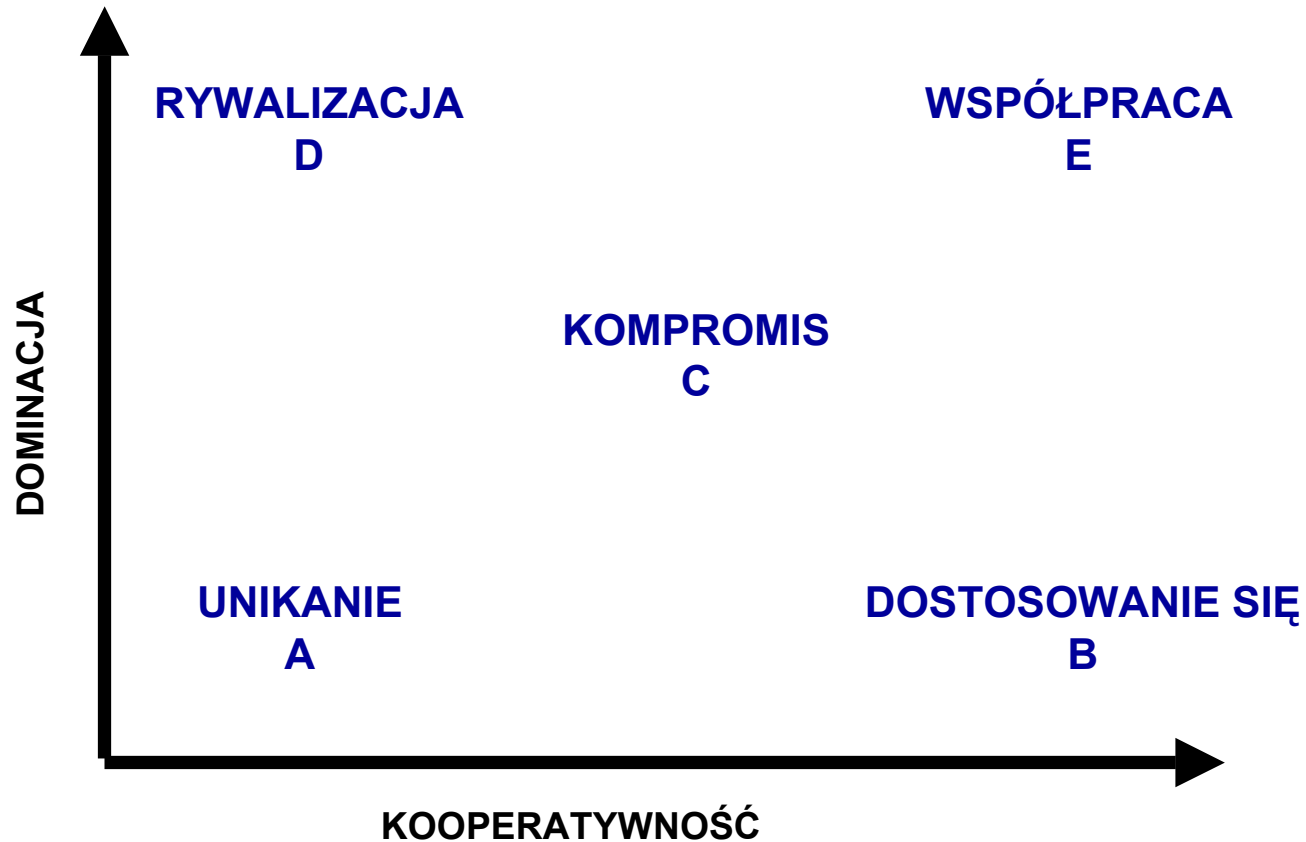 RYWALIZACJA
D
WSPÓŁPRACA
E
DOMINACJA
KOMPROMIS
C
UNIKANIE
A
DOSTOSOWANIE SIĘ
B
KOOPERATYWNOŚĆ